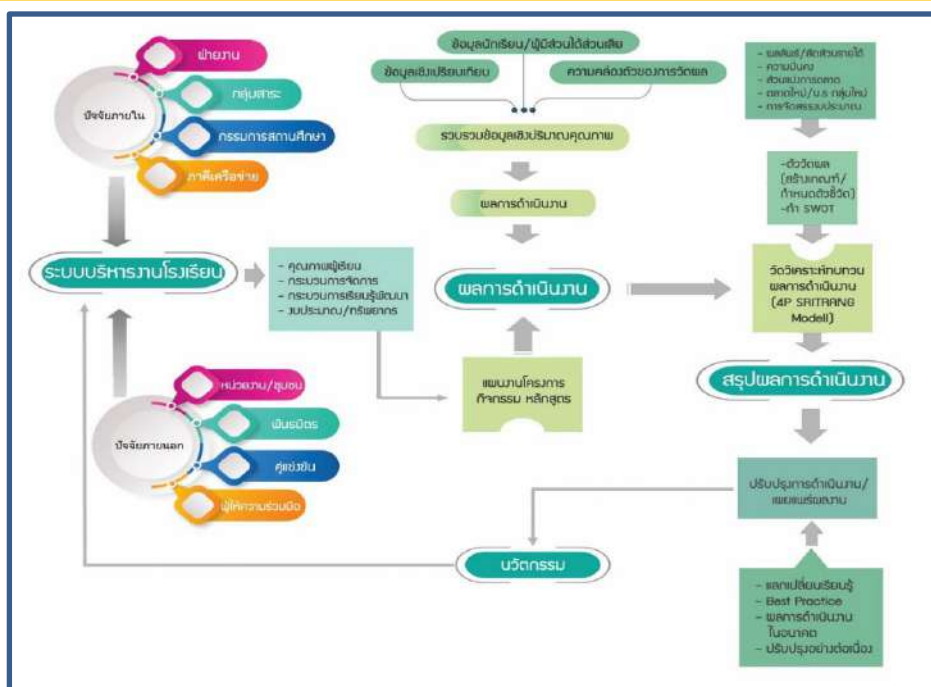 ปัจจัยภายใน
ฝ่ายงาน
กลุ่มสาระ
กรรมการสถานศึกษา
ภาคีเครือข่าย
ระบบบริหารงานโรงเรียน
ปัจจัยภายนอก
หน่วยงาน/ชุมชน
พันธมิตร
คู่แข่งขัน
ผู้ให้ความร่วมมือ
- คุณภาพผู้เรียน
- กระบวนการจัดการ
- กระบวนการเรียนรู้พัฒนา
- งบประมาณ/ทรัพยากร
ข้อมูลนักเรียน/ผู้มีส่วนได้ส่วนเสีย
ข้อมูลเชิงเปรียบเทียบ
ความคล่องตัวของการวัดผล
รวบรวมข้อมูลเชิงปริมาณคุณภาพ
ผลการดำเนินงาน
ผลการดำเนินงาน
แผนงานโครงการ
กิจกรรม หลักสูตร
- ผลลัพธ์/สัดส่วนรายได้
- ความมั่นคง
- ส่วนแบ่งการตลาด
- ตลาดใหม่/น.ร กลุ่มใหม่
- การจัดสรรงบประมาณ
-ตัววัดผล
(สร้างเกณฑ์/
กำหนดตัวชี้วัด)
-ทำ SWOT
วัดวิเคราะห์ทบทวน
ผลการดำเนินงาน
(4P SRITRANG
Modell)
สรุปผลการดำเนินงาน
ปรับปรุงการดำเนินงาน/
เผยแพร่ผลงาน
นวัตกรรม
- แลกเปลี่ยนเรียนรู้
- Best Practice
- ผลการดำเนินงาน
ในอนาคต
- ปรับปรุงอย่างต่อเนื่อง